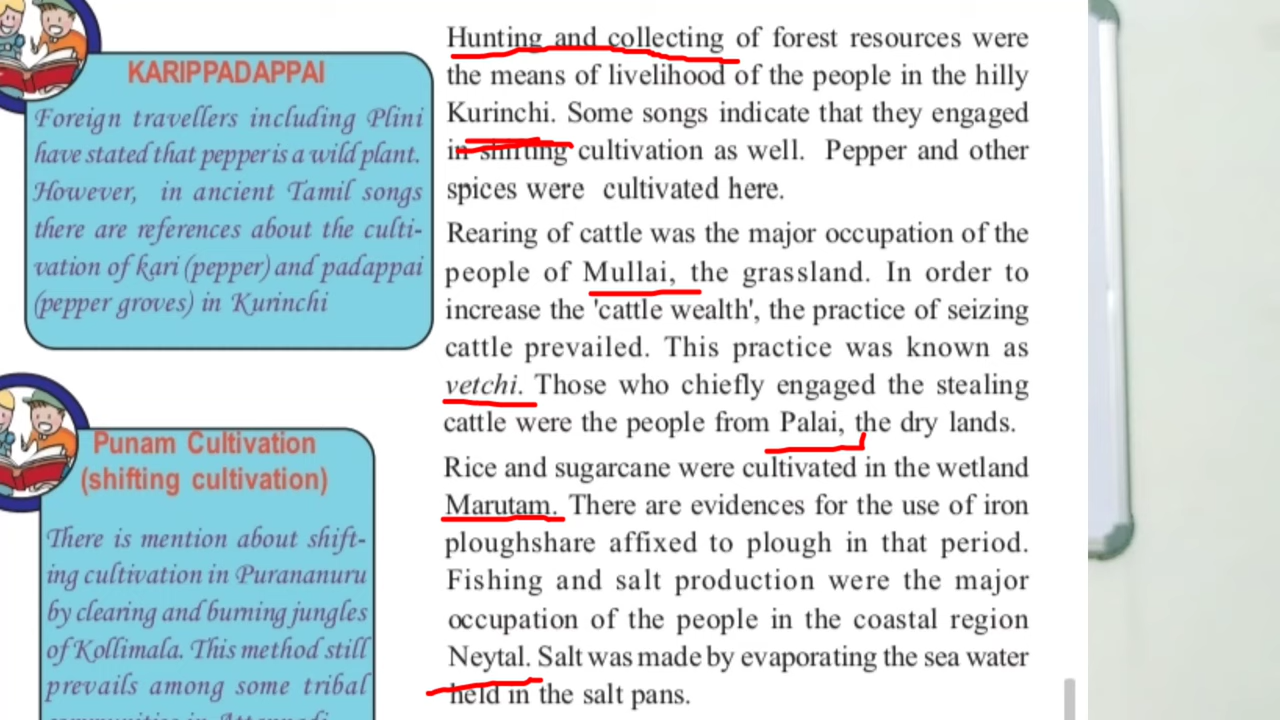 KARIPPADAPPAI
Foreign travellers including Plini
have stated that pepper is a wild plant.
However, in ancient Tamil songs
there are references about the culti-
vation of kari (pepper) and padappai
(pepper groves) in Kurinchi
Punam Cultivation
(shifting cultivation)
There is mention about shift-
ing cultivation in Purananuru
by clearing and burning jungles
of Kollimala. This method still
prevails among some tribal
Hunting and collecting of forest resources were
the means of livelihood of the people in the hilly
Kurinchi. Some songs indicate that they engaged
in shifting cultivation as well. Pepper and other
spices were cultivated here.
Rearing of cattle was the major occupation of the
people of Mullai, the grassland. In order to
increase the 'cattle wealth', the practice of seizing
cattle prevailed. This practice was known as
vetchi. Those who chiefly engaged the stealing
cattle were the people from Palai, the dry lands.
Rice and sugarcane were cultivated in the wetland
Marutam. There are evidences for the use of iron
ploughshare affixed to plough in that period.
Fishing and salt production were the major
occupation of the people in the coastal region
Neytal. Salt was made by evaporating the sea water
held in the salt pans.